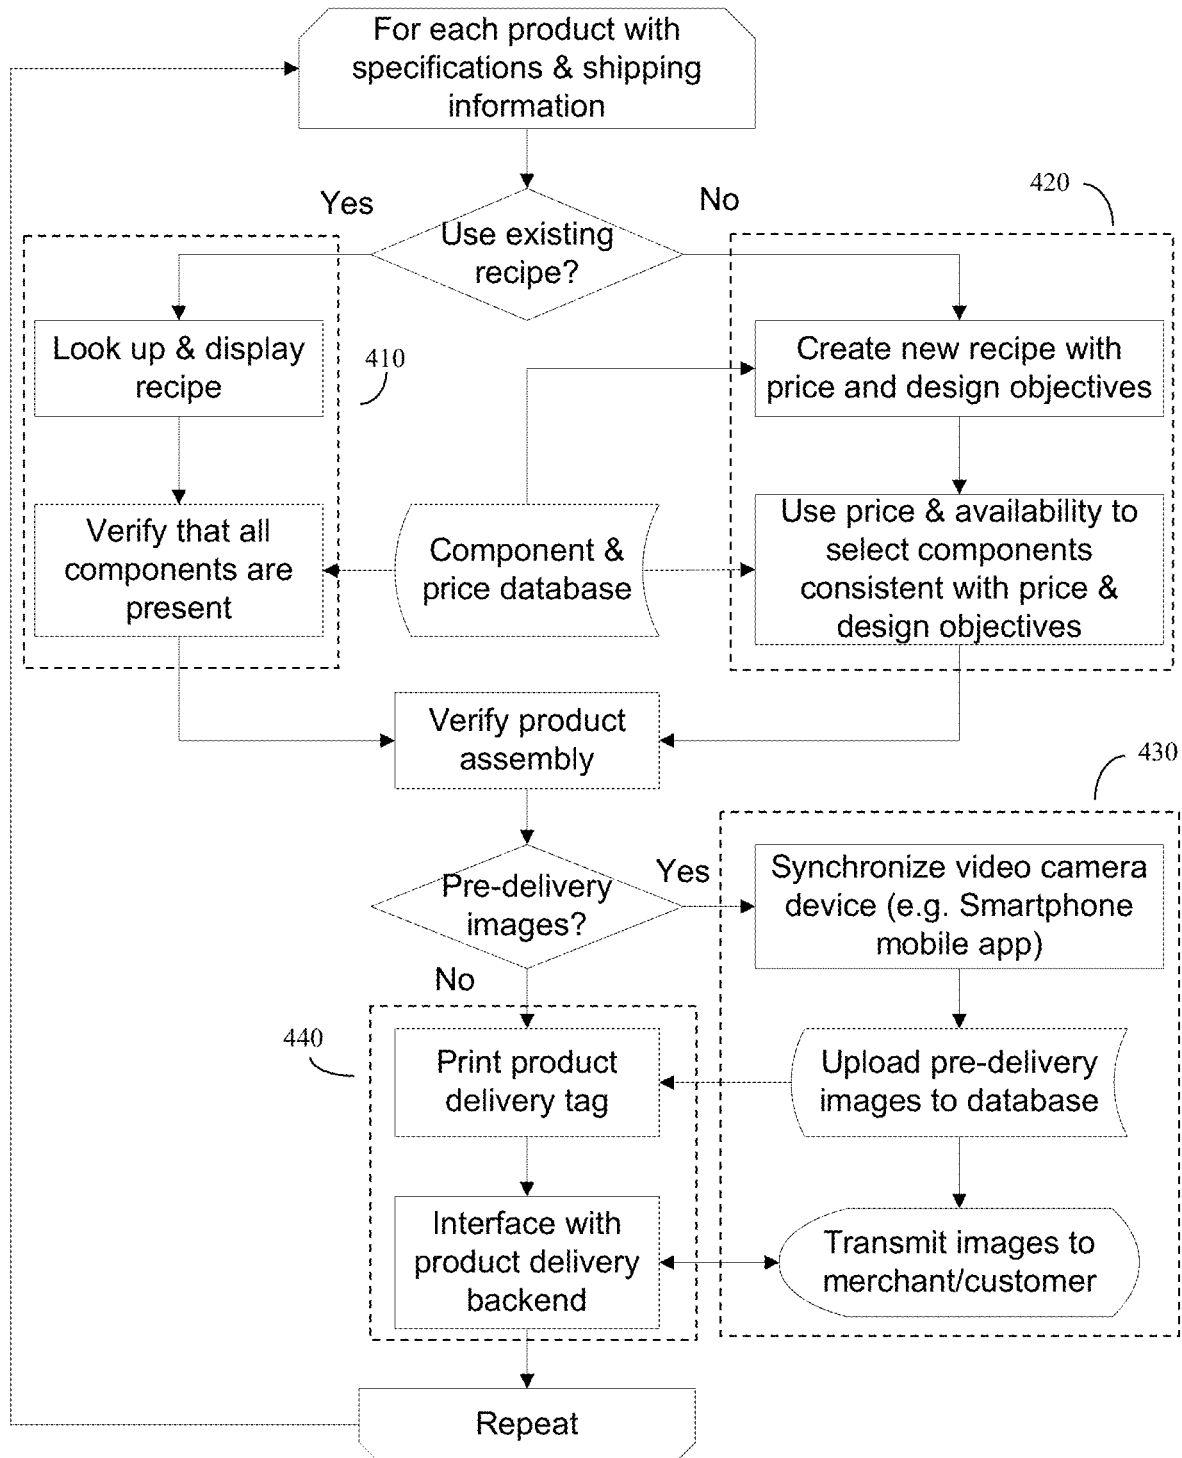 For each product with
specifications & shipping
information
Yes
No
420
Use existing
recipe?
Look up & display
recipe
410
Create new recipe with
price and design objectives
Verify that all
components are
present
Component &
price database
Use price & availability to
select components
consistent with price &
design objectives
Verify product
assembly
430
Pre-delivery
images?
Yes
Synchronize video camera
device (e.g. Smartphone
mobile app)
No
440
Print product
delivery tag
Upload pre-delivery
images to database
Interface with
product delivery
backend
Transmit images to
merchant/customer
Repeat